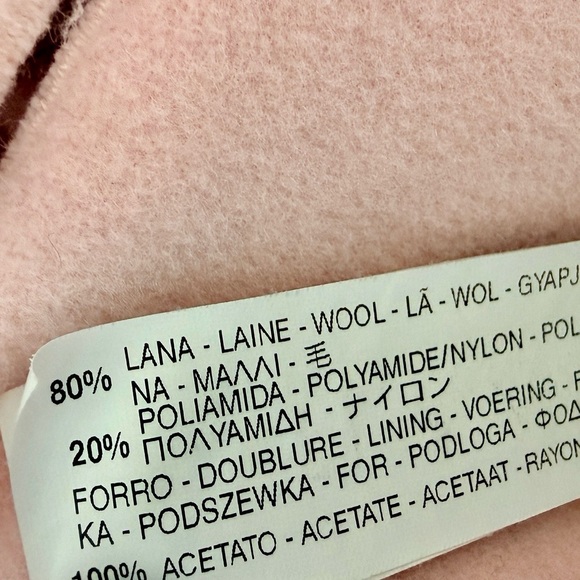 80% LANA - LAINE - WOOL - LÃ - WOL - GYAPJ
NA - ΜΑΛΛΙ - 毛
20% POLIAMIDA - POLYAMIDE/NYLON - POL
ΠΟΛΥΑΜΙΔΗ - ナイロン
FORRO - DOUBLURE - LINING - VOERING - F
KA - PODSZEWKA - FOR - PODLOGA - ΦΟΔ
100% ACETATO - ACETATE - ACETAAT - RAYON